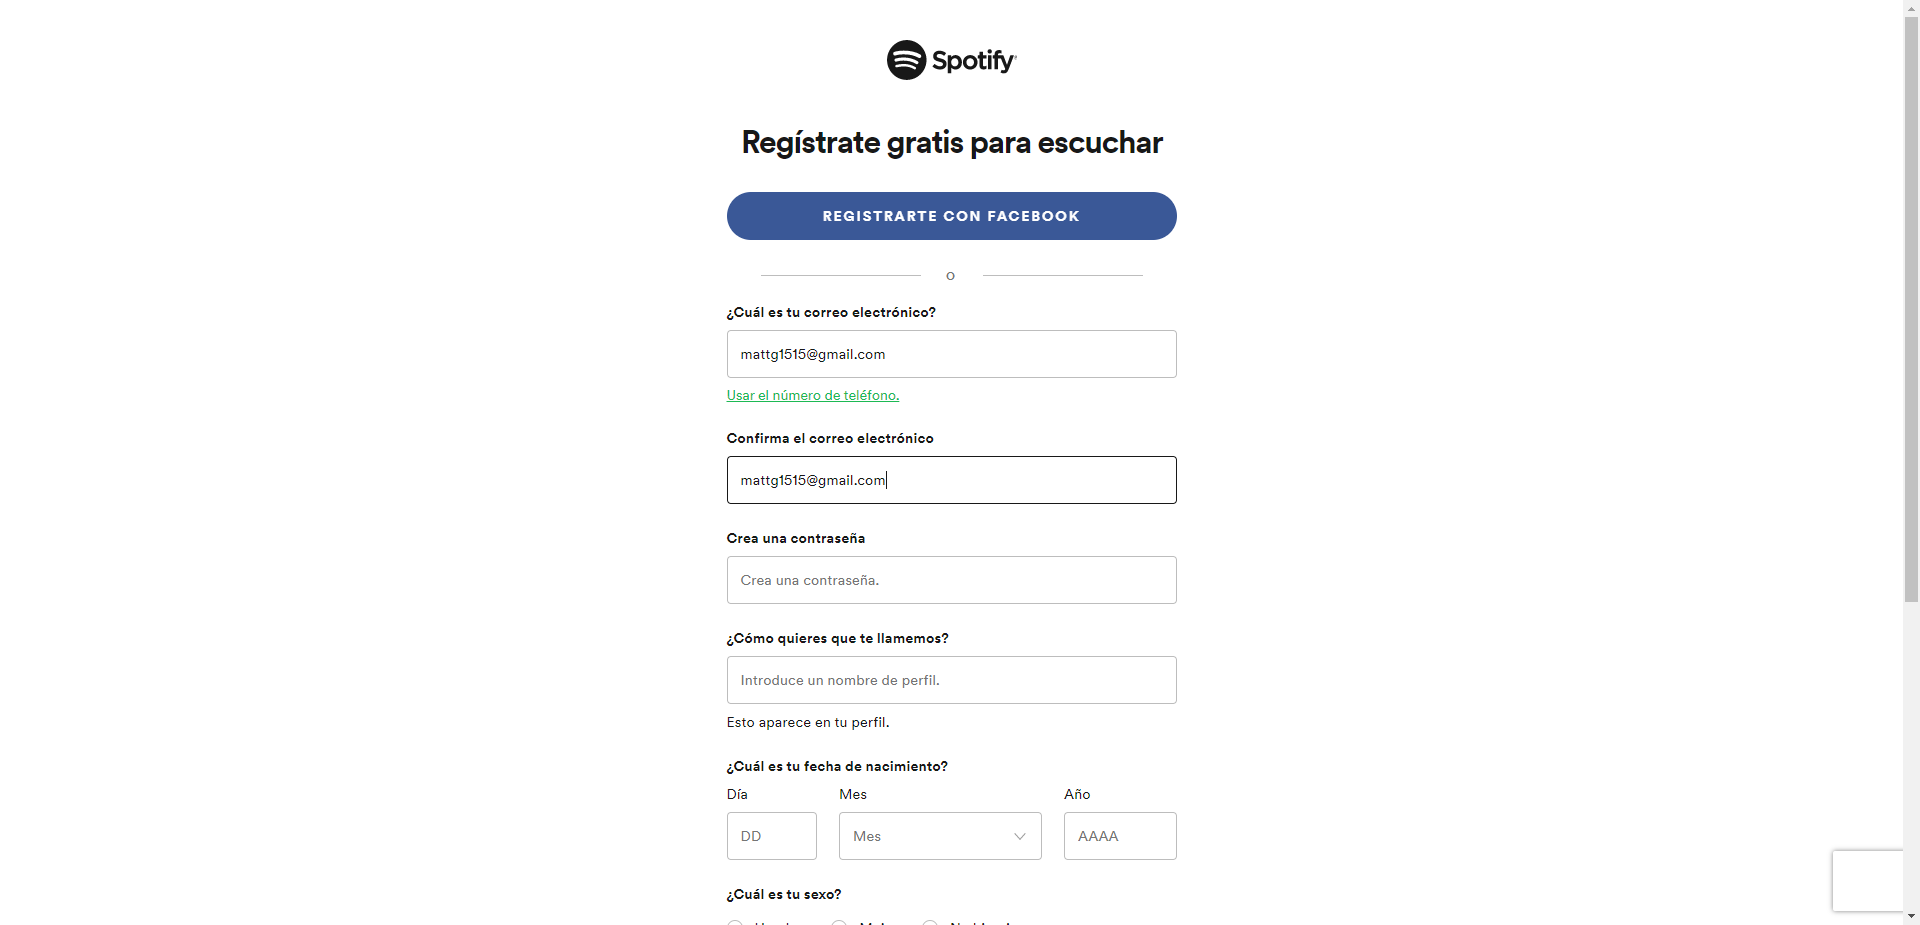 Spotify
Regístrate gratis para escuchar
REGISTRARTE CON FACEBOOK
o
¿Cuál es tu correo electrónico?
mattg1515@gmail.com
Usar el número de teléfono.
Confirma el correo electrónico
mattg1515@gmail.com
Crea una contraseña
Crea una contraseña.
¿Cómo quieres que te llamemos?
Introduce un nombre de perfil.
Esto aparece en tu perfil.
¿Cuál es tu fecha de nacimiento?
Día Mes Año
DD Mes AAAA
¿Cuál es tu sexo?